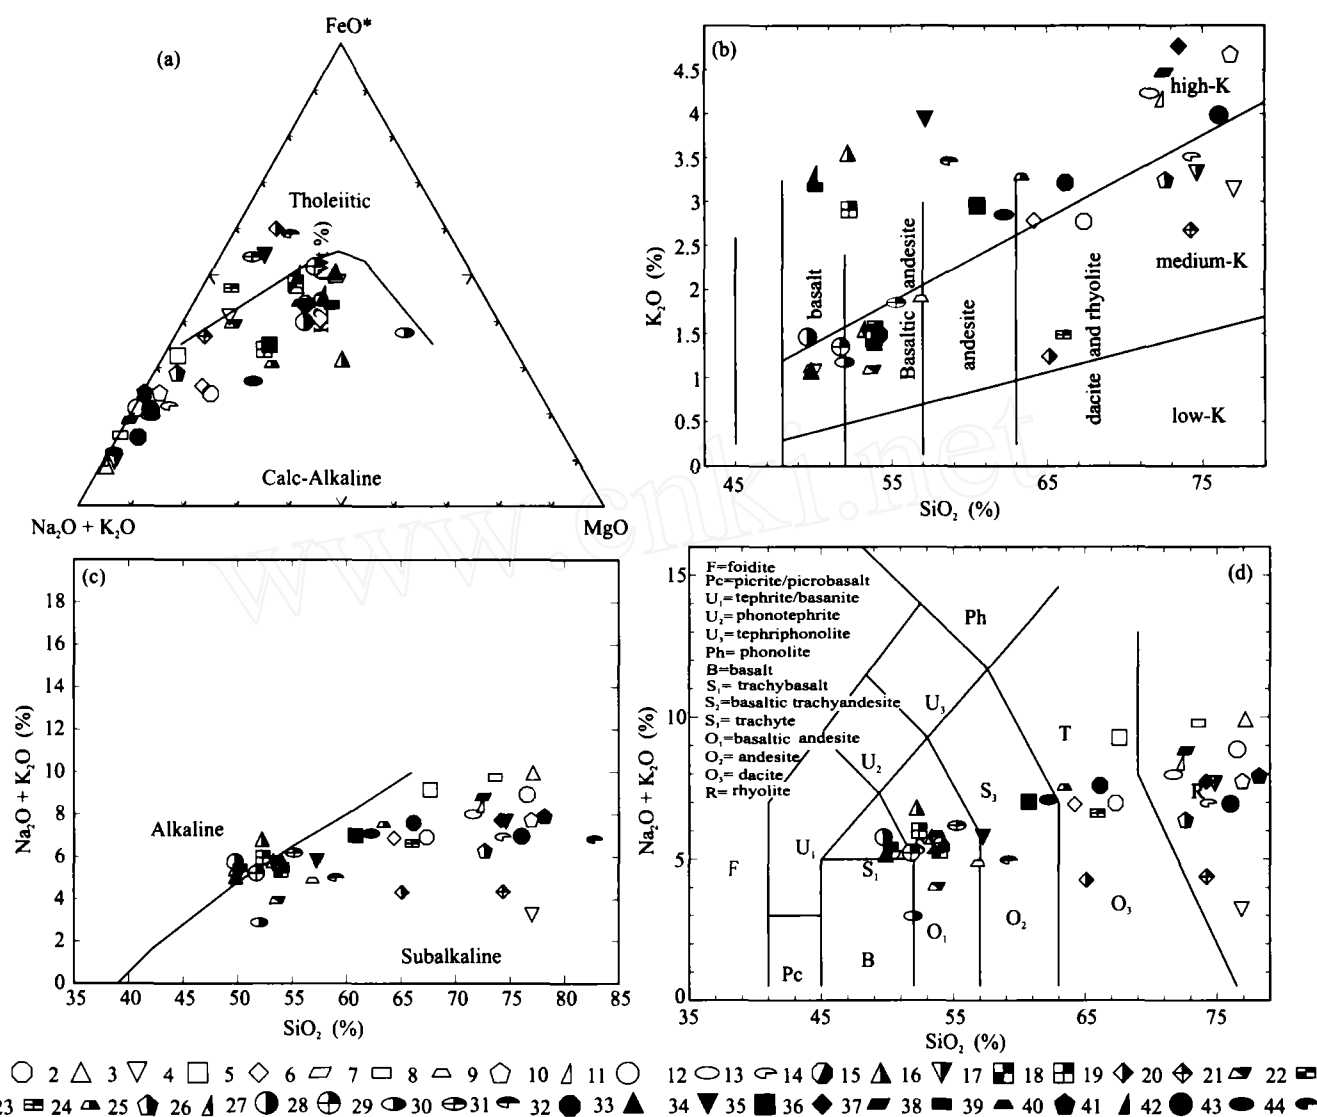 (a)
FeO*
Tholeiitic
Calc-Alkaline
Na₂O + K₂O
MgO
(b)
K₂O (%)
4.5
4
3.5
3
2.5
2
1.5
1
0.5
0
high-K
medium-K
low-K
basalt
Basaltic andesite
andesite
dacite and rhyolite
45
55
65
75
SiO₂ (%)
(c)
Na₂O + K₂O (%)
18
16
14
12
10
8
6
4
2
0
Alkaline
Subalkaline
35 40 45 50 55 60 65 70 75 80 85
SiO₂ (%)
(d)
Na₂O + K₂O (%)
15
10
5
0
F=foidite
Pc=picrite/picrobasalt
U₁=tephrite/basanite
U₂= phonotephrite
U₃=tephriphonolite
Ph= phonolite
B=basalt
S₁= trachybasalt
S₂=basaltic trachyandesite
S₃= trachyte
O₁=basaltic andesite
O₂= andesite
O₃= dacite
R= rhyolite
Ph
U₃
T
U₂
S₃
R
U₁
F
S₁
O₃
O₂
O₁
B
Pc
35
45
55
65
75
SiO₂ (%)
2 3 4 5 6 7 8 9 10 11 12 13 14 15 16 17 18 19 20 21 22
23 24 25 26 27 28 29 30 31 32 33 34 35 36 37 38 39 40 41 42 43 44
www.cnki.net